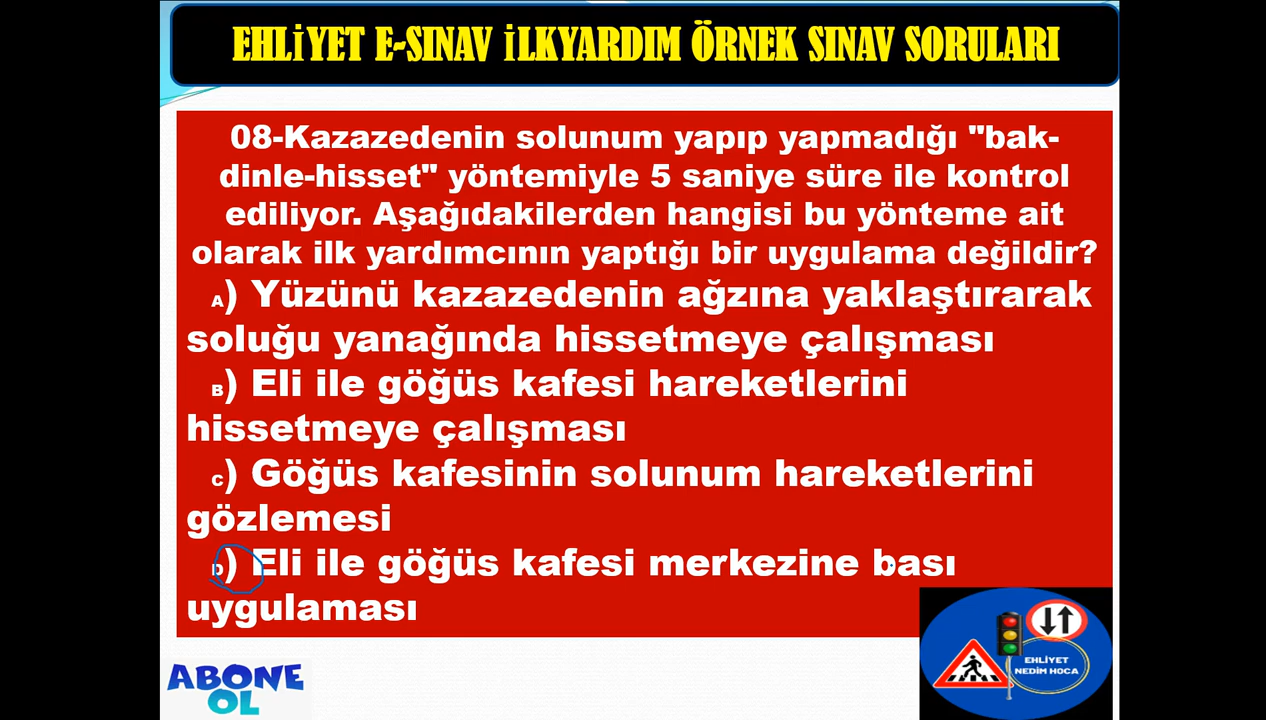 EHLİYET E-SINAV İLKYARDIM ÖRNEK SINAV SORULARI
08-Kazazedenin solunum yapıp yapmadığı "bak-
dinle-hisset" yöntemiyle 5 saniye süre ile kontrol
ediliyor. Aşağıdakilerden hangisi bu yönteme ait
olarak ilk yardımcının yaptığı bir uygulama değildir?
A) Yüzünü kazazedenin ağzına yaklaştırarak
soluğu yanağında hissetmeye çalışması
B) Eli ile göğüs kafesi hareketlerini
hissetmeye çalışması
C) Göğüs kafesinin solunum hareketlerini
gözlemesi
D) Eli ile göğüs kafesi merkezine bası
uygulaması
ABONE
OL
EHLİYET
NEDİM HOCA